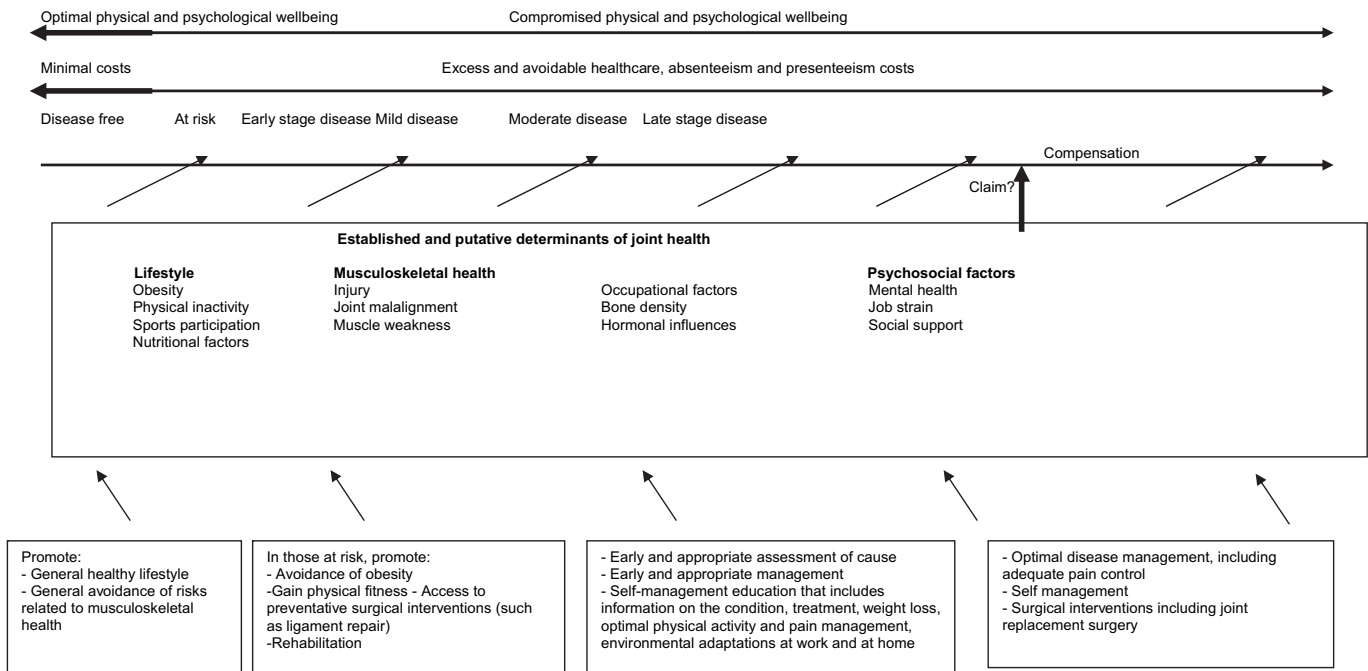 Optimal physical and psychological wellbeing Compromised physical and psychological wellbeing
Minimal costs Excess and avoidable healthcare, absenteeism and presenteeism costs
Disease free At risk Early stage disease Mild disease Moderate disease Late stage disease
Compensation
Claim?
Established and putative determinants of joint health
Lifestyle
Obesity
Physical inactivity
Sports participation
Nutritional factors
Musculoskeletal health
Injury
Joint malalignment
Muscle weakness
Occupational factors
Bone density
Hormonal influences
Psychosocial factors
Mental health
Job strain
Social support
Promote:
- General healthy lifestyle
- General avoidance of risks
related to musculoskeletal
health
In those at risk, promote:
- Avoidance of obesity
-Gain physical fitness - Access to
preventative surgical interventions (such
as ligament repair)
-Rehabilitation
- Early and appropriate assessment of cause
- Early and appropriate management
- Self-management education that includes
information on the condition, treatment, weight loss,
optimal physical activity and pain management,
environmental adaptations at work and at home
- Optimal disease management, including
adequate pain control
- Self management
- Surgical interventions including joint
replacement surgery